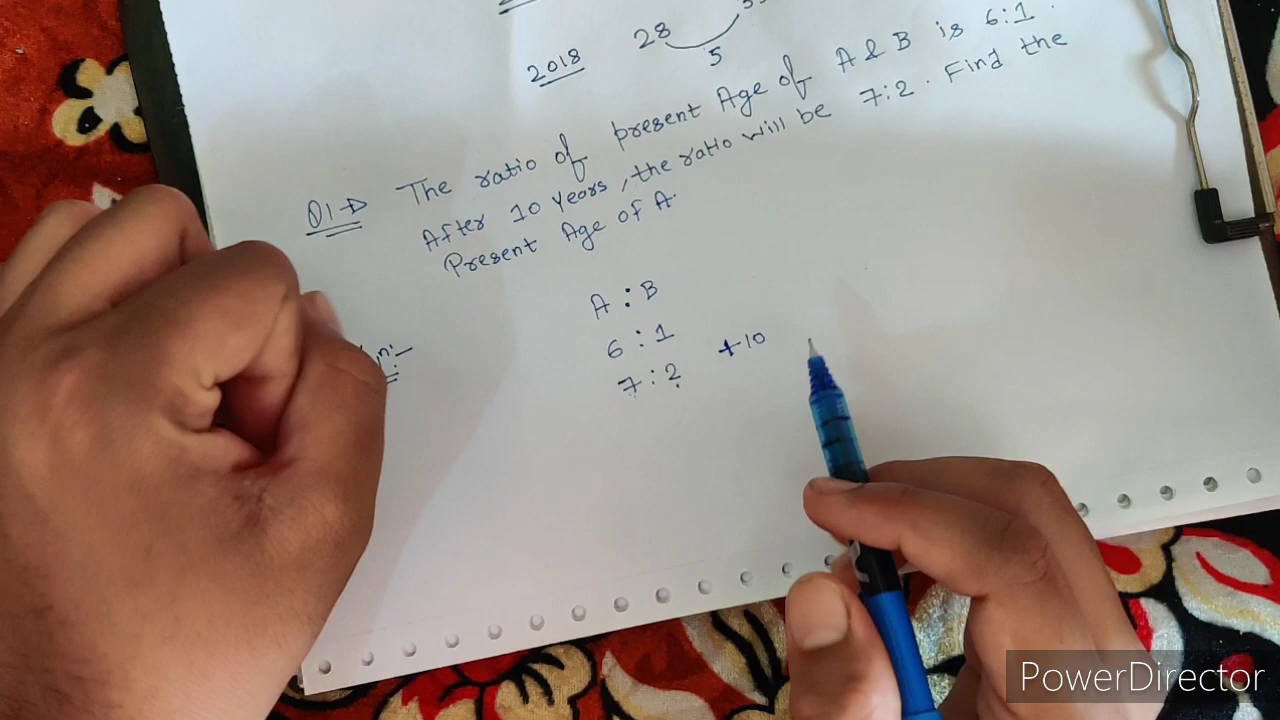 28
5
2018
Q1→ The ratio of present Age of A & B is 6:1.
After 10 Years, the ratio will be 7:2. Find the
Present Age of A.
A : B
6 : 1
7 : 2 +10
PowerDirector